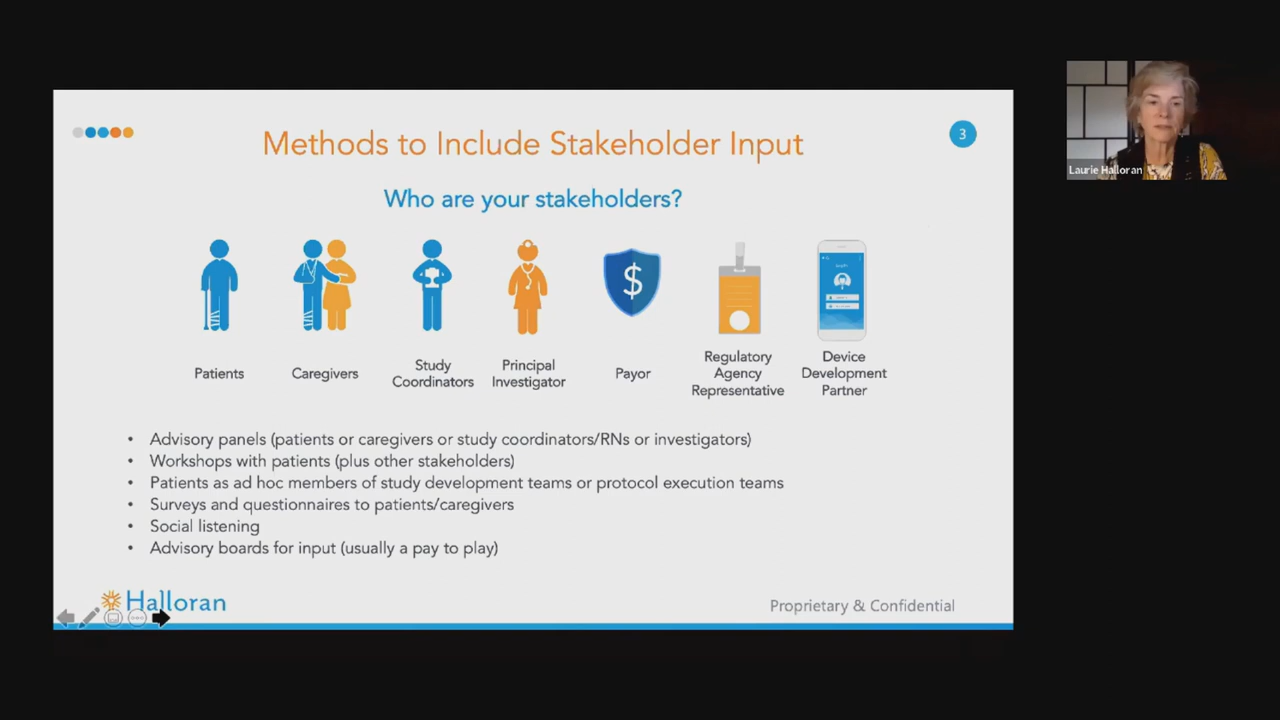 Methods to Include Stakeholder Input
3
Who are your stakeholders?
$
Patients
Caregivers
Study
Coordinators
Principal
Investigator
Payor
Regulatory
Agency
Representative
Device
Development
Partner
• Advisory panels (patients or caregivers or study coordinators/RNs or investigators)
• Workshops with patients (plus other stakeholders)
• Patients as ad hoc members of study development teams or protocol execution teams
• Surveys and questionnaires to patients/caregivers
• Social listening
• Advisory boards for input (usually a pay to play)
Halloran
Proprietary & Confidential
Laurie Halloran